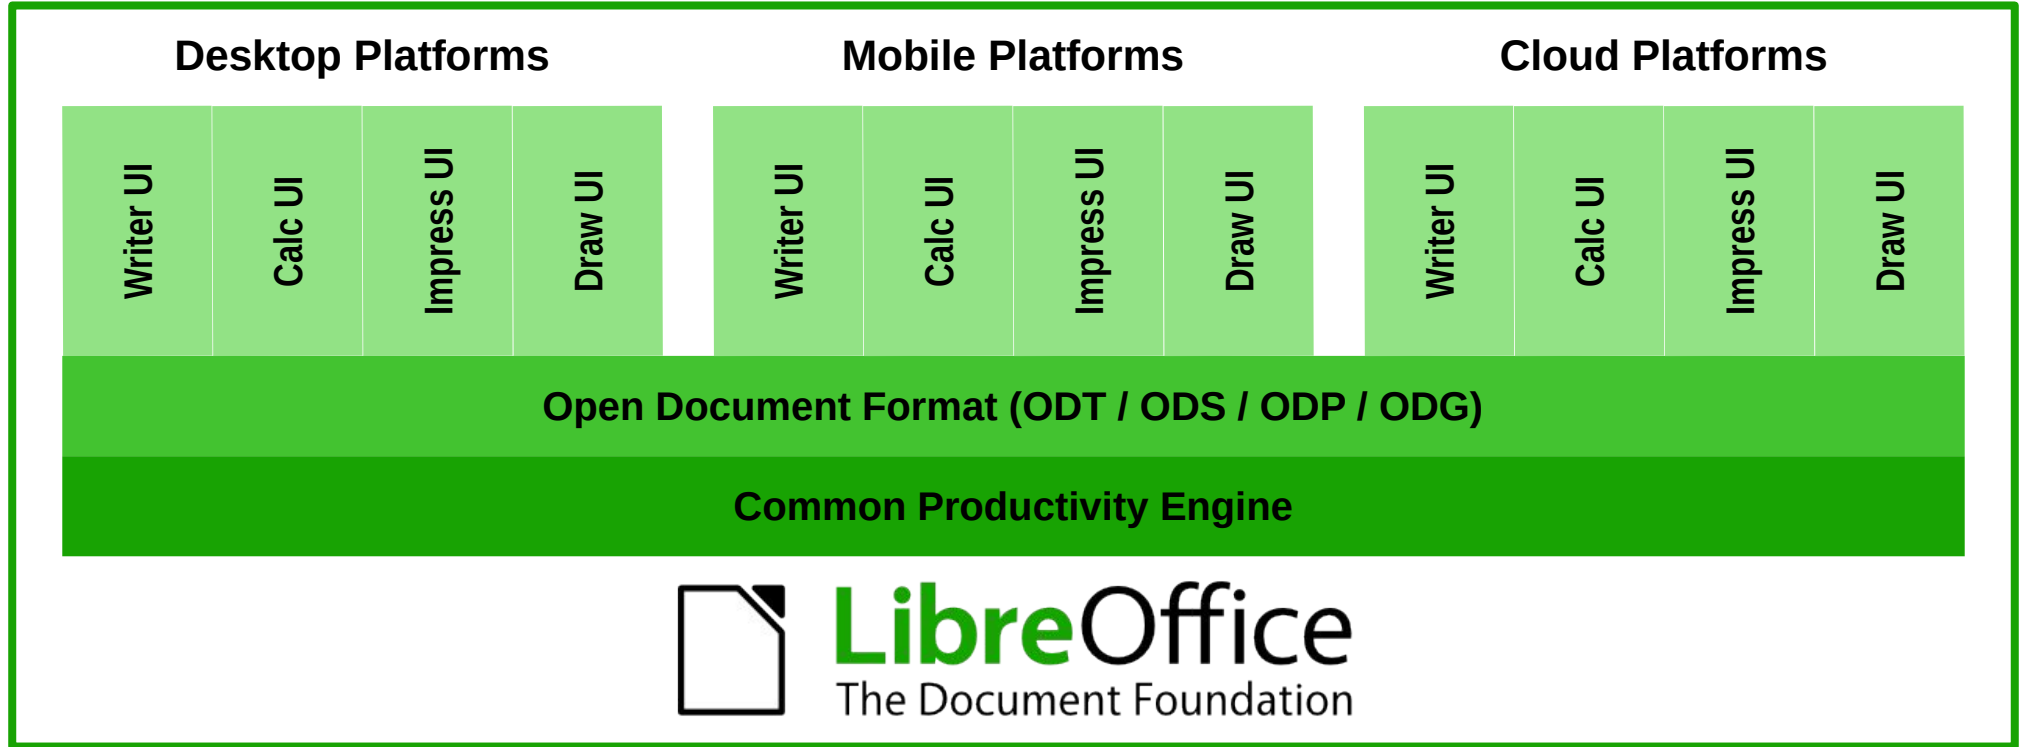 Desktop Platforms
Mobile Platforms
Cloud Platforms
Writer UI
Calc UI
Impress UI
Draw UI
Writer UI
Calc UI
Impress UI
Draw UI
Writer UI
Calc UI
Impress UI
Draw UI
Open Document Format (ODT / ODS / ODP / ODG)
Common Productivity Engine
LibreOffice
The Document Foundation